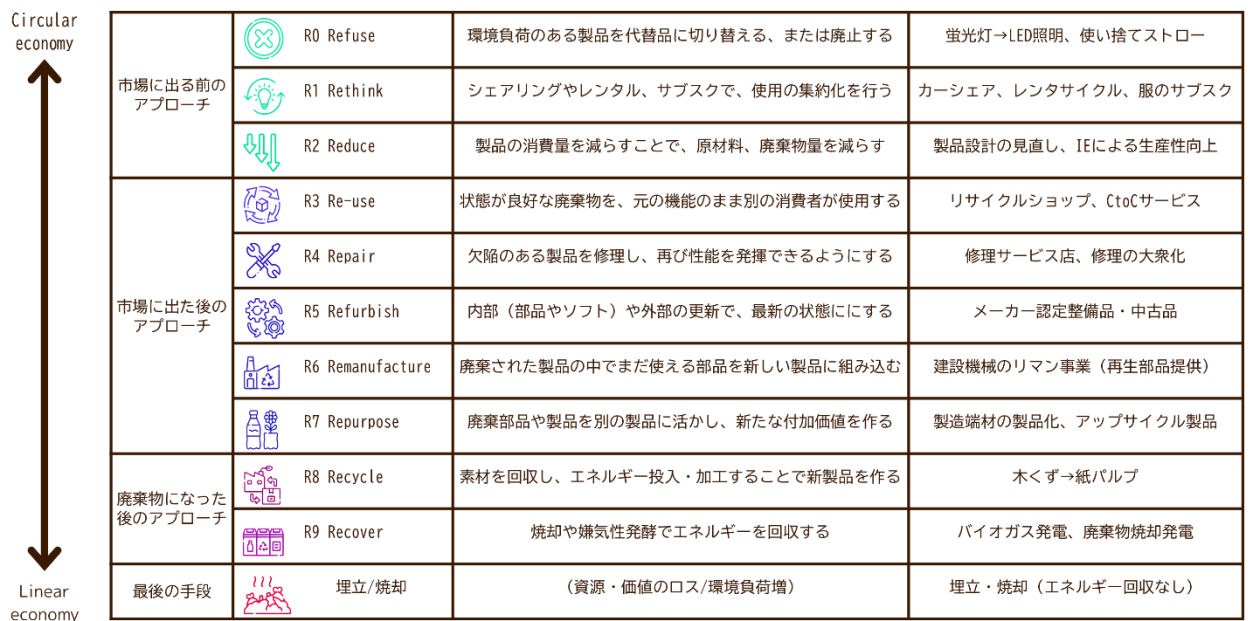 Circular
economy
市場に出る前の
アプローチ
R0 Refuse
環境負荷のある製品を代替品に切り替える、または廃止する
蛍光灯→LED照明、使い捨てストロー
R1 Rethink
シェアリングやレンタル、サブスクで、使用の集約化を行う
カーシェア、レンタサイクル、服のサブスク
R2 Reduce
製品の消費量を減らすことで、原材料、廃棄物量を減らす
製品設計の見直し、IEによる生産性向上
市場に出た後の
アプローチ
R3 Re-use
状態が良好な廃棄物を、元の機能のまま別の消費者が使用する
リサイクルショップ、CtoCサービス
R4 Repair
欠陥のある製品を修理し、再び性能を発揮できるようにする
修理サービス店、修理の大衆化
R5 Refurbish
内部（部品やソフト）や外部の更新で、最新の状態ににする
メーカー認定整備品・中古品
R6 Remanufacture
廃棄された製品の中でまだ使える部品を新しい製品に組み込む
建設機械のリマン事業（再生部品提供）
R7 Repurpose
廃棄部品や製品を別の製品に活かし、新たな付加価値を作る
製造端材の製品化、アップサイクル製品
廃棄物になった
後のアプローチ
R8 Recycle
素材を回収し、エネルギー投入・加工することで新製品を作る
木くず→紙パルプ
R9 Recover
焼却や嫌気性発酵でエネルギーを回収する
バイオガス発電、廃棄物焼却発電
最後の手段
埋立/焼却
(資源・価値のロス/環境負荷増)
埋立・焼却（エネルギー回収なし）
Linear
economy